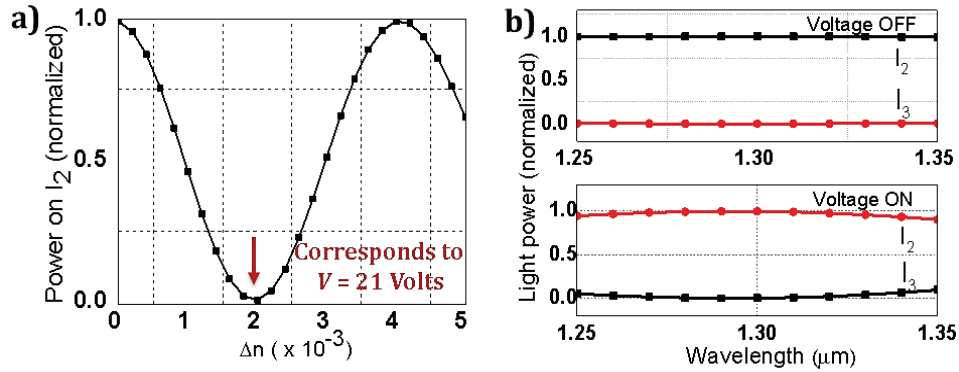 a)
Power on I2 (normalized)
1.0
0.5
0.0
Corresponds to
V = 21 Volts
0 1 2 3 4 5
Δn ( x 10-3)
b)
Light power (normalized)
Voltage OFF
1.0
I2
0.5
I3
0.0
1.25 1.30 1.35
Voltage ON
1.0
I2
0.5
I3
0.0
1.25 1.30 1.35
Wavelength (μm)